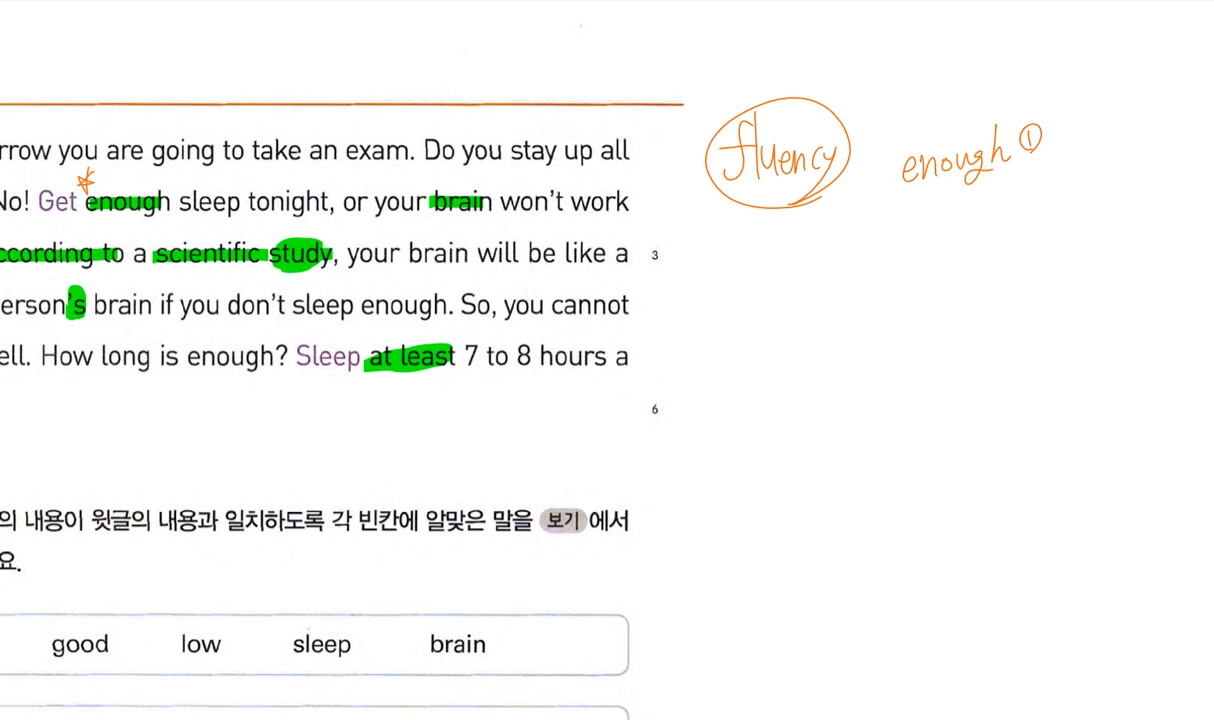 rrow you are going to take an exam. Do you stay up all
No! Get enough sleep tonight, or your brain won't work
ccording to a scientific study, your brain will be like a
3
erson's brain if you don't sleep enough. So, you cannot
ell. How long is enough? Sleep at least 7 to 8 hours a
6
fluency
enough ①
의 내용이 윗글의 내용과 일치하도록 각 빈칸에 알맞은 말을 보기 에서
요.
good low sleep brain